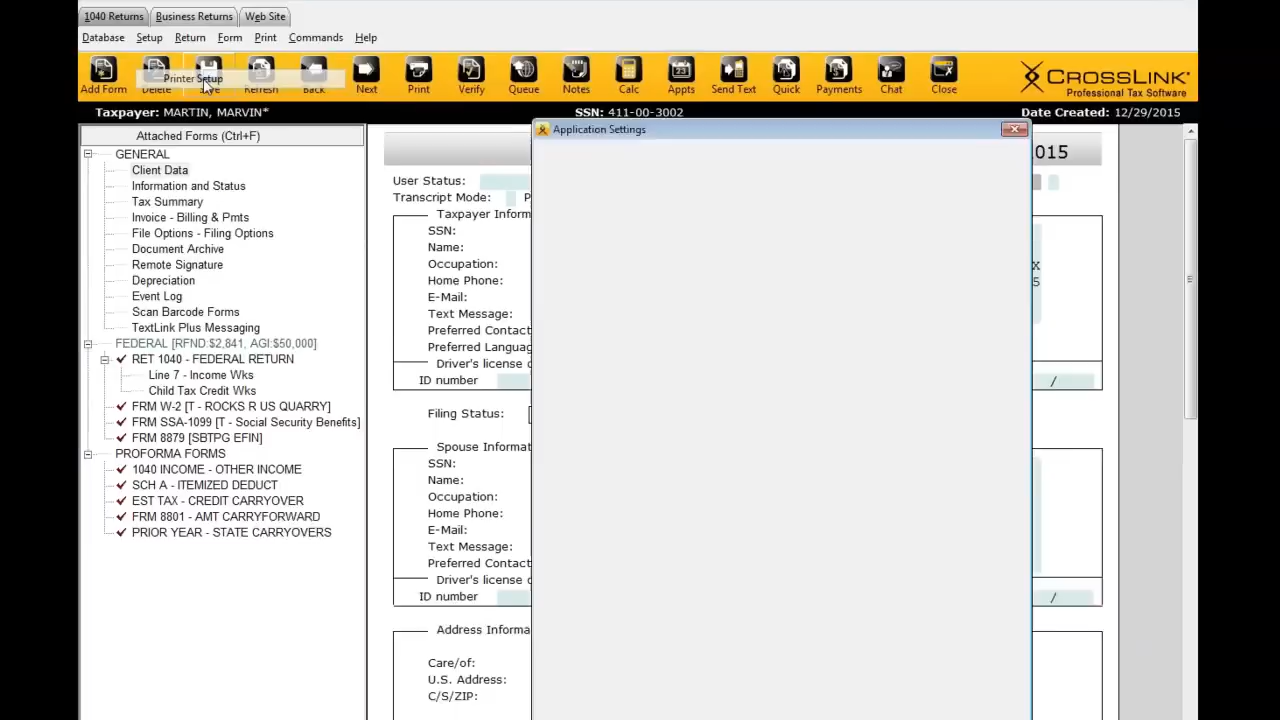 1040 Returns Business Returns Web Site
Database Setup Return Form Print Commands Help
Printer Setup
Add Form Delete Save Refresh Back Next Print Verify Queue Notes Calc Appts Send Text Quick Payments Chat Close
CROSSLINK
Professional Tax Software
Taxpayer: MARTIN, MARVIN* SSN: 411-00-3002 Date Created: 12/29/2015
Attached Forms (Ctrl+F)
GENERAL
Client Data
Information and Status
Tax Summary
Invoice - Billing & Pmts
File Options - Filing Options
Document Archive
Remote Signature
Depreciation
Event Log
Scan Barcode Forms
TextLink Plus Messaging
FEDERAL [RFND:$2,841, AGI:$50,000]
RET 1040 - FEDERAL RETURN
Line 7 - Income Wks
Child Tax Credit Wks
FRM W-2 [T - ROCKS R US QUARRY]
FRM SSA-1099 [T - Social Security Benefits]
FRM 8879 [SBTPG EFIN]
PROFORMA FORMS
1040 INCOME - OTHER INCOME
SCH A - ITEMIZED DEDUCT
EST TAX - CREDIT CARRYOVER
FRM 8801 - AMT CARRYFORWARD
PRIOR YEAR - STATE CARRYOVERS
Application Settings
015
User Status:
Transcript Mode: P
Taxpayer Inform
SSN:
Name:
Occupation: X
Home Phone: 5
E-Mail:
Text Message:
Preferred Contact
Preferred Languag
Driver's license o
ID number /
Filing Status:
Spouse Informat
SSN:
Name:
Occupation:
Home Phone:
E-Mail:
Text Message:
Preferred Contact
Driver's license o
ID number /
Address Informa
Care/of:
U.S. Address:
C/S/ZIP: